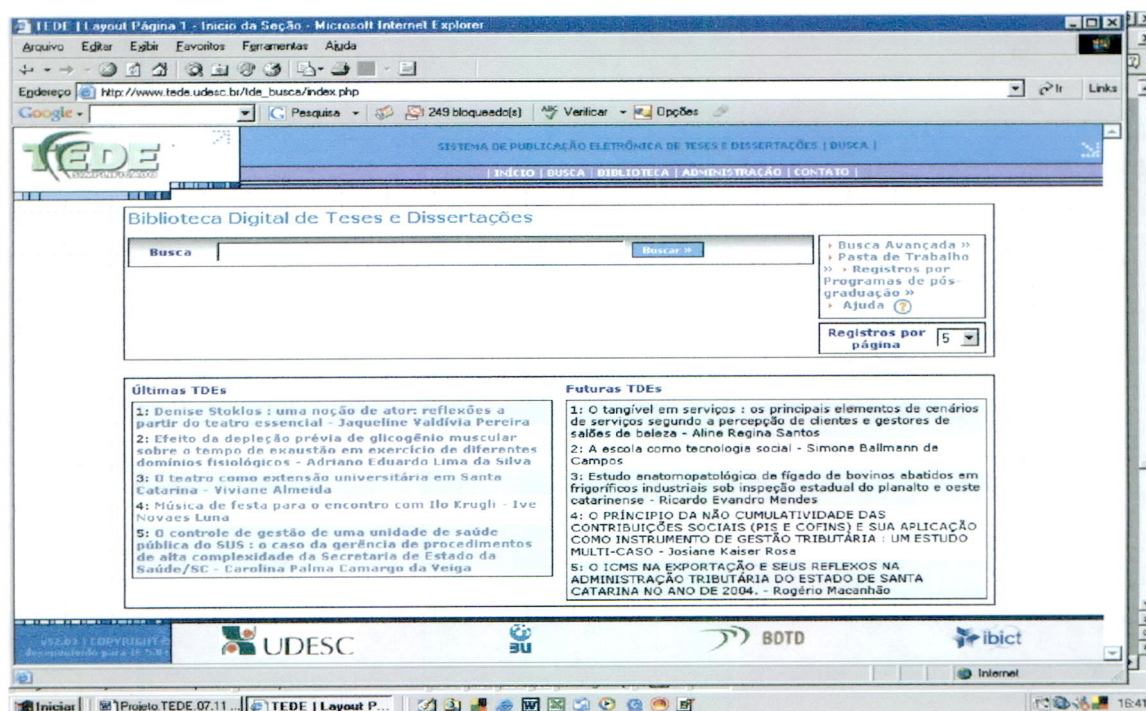 TEDE | Layout Página 1 - Inicio da Seção - Microsoft Internet Explorer
Arquivo Editar Exibir Favoritos Ferramentas Ajuda
Endereço http://www.tede.udesc.br/tde_busca/index.php Ir Links
Google Pesquisa 249 bloqueado(s) Verificar Opções
TEDE
SIMPLIFICADO
SISTEMA DE PUBLICAÇÃO ELETRÔNICA DE TESES E DISSERTAÇÕES | BUSCA |
| INÍCIO | BUSCA | BIBLIOTECA | ADMINISTRAÇÃO | CONTATO |
Biblioteca Digital de Teses e Dissertações
Busca Buscar »
Busca Avançada »
Pasta de Trabalho
» Registros por
Programas de pós-
graduação »
Ajuda ?
Registros por
página 5
Últimas TDEs
1: Denise Stoklos : uma noção de ator: reflexões a
partir do teatro essencial - Jaqueline Valdívia Pereira
2: Efeito da depleção prévia de glicogênio muscular
sobre o tempo de exaustão em exercício de diferentes
domínios fisiológicos - Adriano Eduardo Lima da Silva
3: O teatro como extensão universitária em Santa
Catarina - Viviane Almeida
4: Música de festa para o encontro com Ilo Krugli - Ive
Novaes Luna
5: O controle de gestão de uma unidade de saúde
pública do SUS : o caso da gerência de procedimentos
de alta complexidade da Secretaria de Estado da
Saúde/SC - Carolina Palma Camargo da Veiga
Futuras TDEs
1: O tangível em serviços : os principais elementos de cenários
de serviços segundo a percepção de clientes e gestores de
salões de beleza - Aline Regina Santos
2: A escola como tecnologia social - Simone Ballmann de
Campos
3: Estudo anatomopatológico de fígado de bovinos abatidos em
frigoríficos industriais sob inspeção estadual do planalto e oeste
catarinense - Ricardo Evandro Mendes
4: O PRÍNCIPIO DA NÃO CUMULATIVIDADE DAS
CONTRIBUIÇÕES SOCIAIS (PIS E COFINS) E SUA APLICAÇÃO
COMO INSTRUMENTO DE GESTÃO TRIBUTÁRIA : UM ESTUDO
MULTI-CASO - Josiane Kaiser Rosa
5: O ICMS NA EXPORTAÇÃO E SEUS REFLEXOS NA
ADMINISTRAÇÃO TRIBUTÁRIA DO ESTADO DE SANTA
CATARINA NO ANO DE 2004. - Rogério Macanhão
COPYRIGHT ©
desenvolvido para IE 5.0+
UDESC BU BDTD ibict
Internet
Iniciar Projeto TEDE 07.11 ... TEDE | Layout P... 16:41